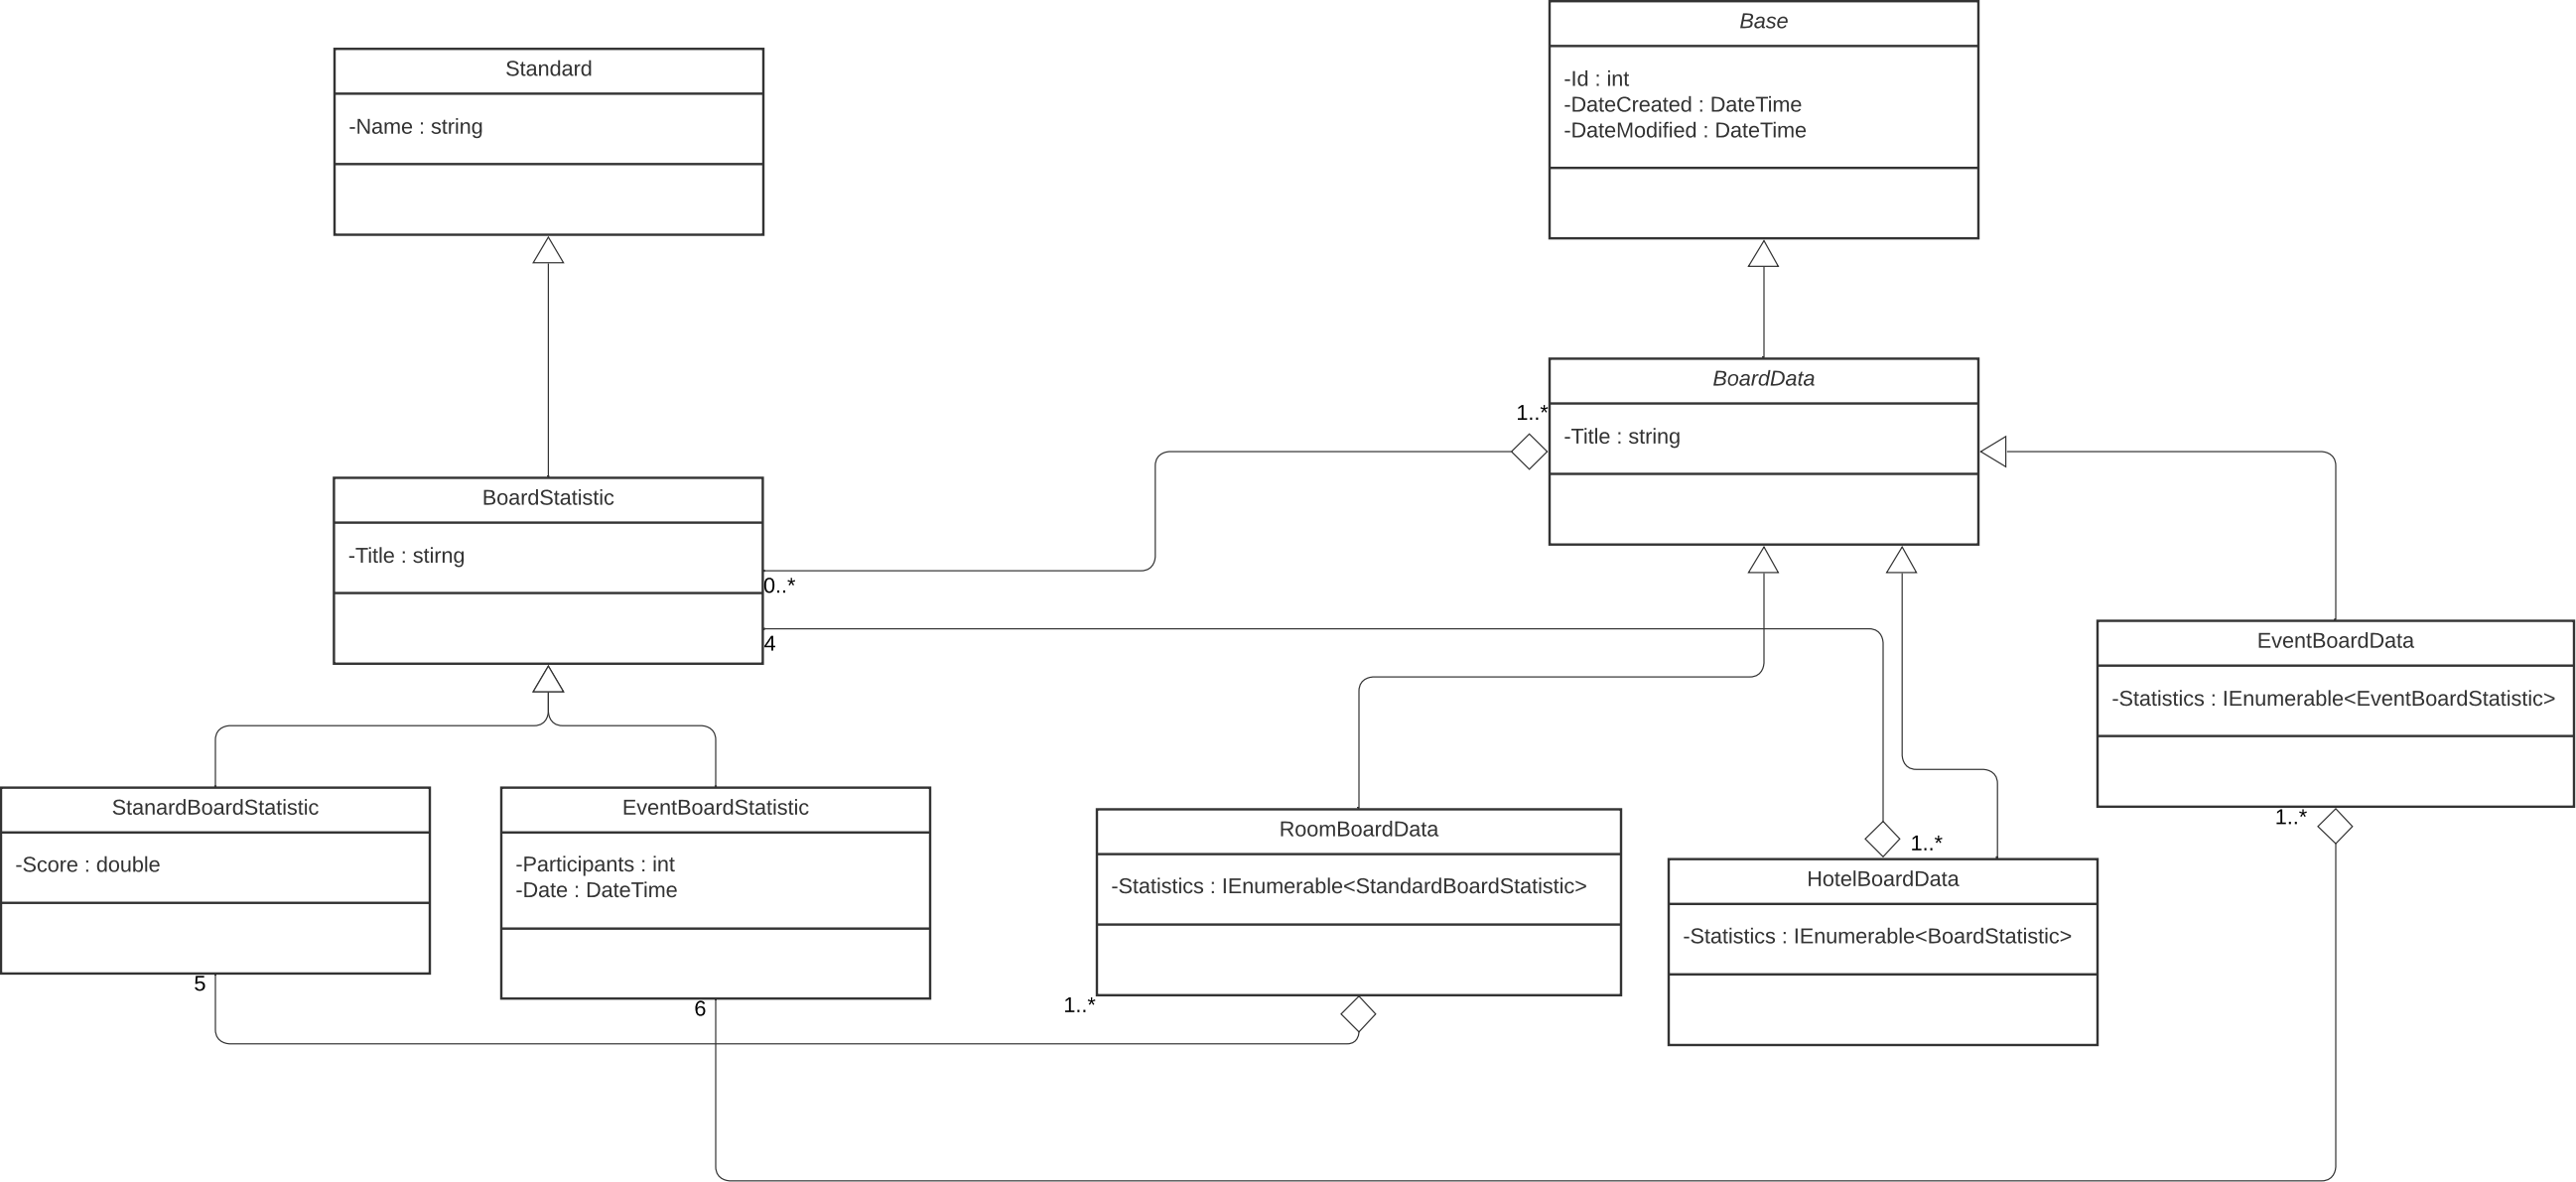 Base
-Id : int
-DateCreated : DateTime
-DateModified : DateTime
Standard
-Name : string
BoardData
-Title : string
1..*
BoardStatistic
-Title : stirng
0..*
4
EventBoardData
-Statistics : IEnumerable<EventBoardStatistic>
1..*
StanardBoardStatistic
-Score : double
5
EventBoardStatistic
-Participants : int
-Date : DateTime
6
RoomBoardData
-Statistics : IEnumerable<StandardBoardStatistic>
1..*
1..*
HotelBoardData
-Statistics : IEnumerable<BoardStatistic>